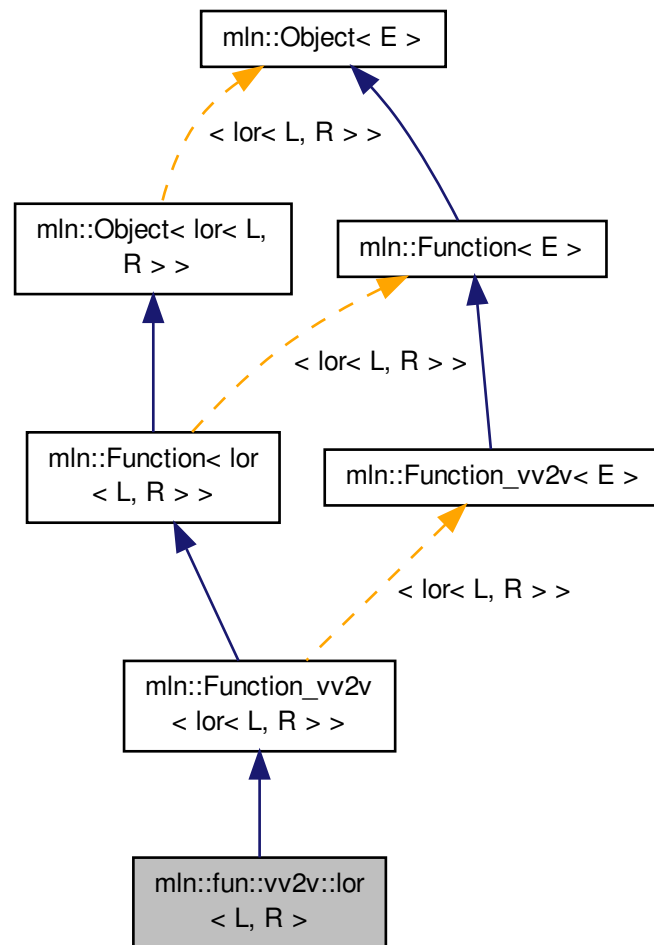 mln::Object< E >
< lor< L, R > >
mln::Object< lor< L,
R > >
mln::Function< E >
< lor< L, R > >
mln::Function< lor
< L, R > >
mln::Function_vv2v< E >
< lor< L, R > >
mln::Function_vv2v
< lor< L, R > >
mln::fun::vv2v::lor
< L, R >